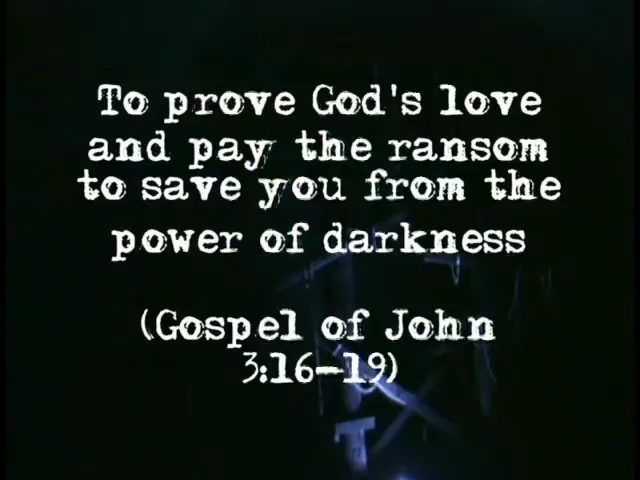 To prove God's love
and pay the ransom
to save you from the
power of darkness
(Gospel of John
3:16-19)